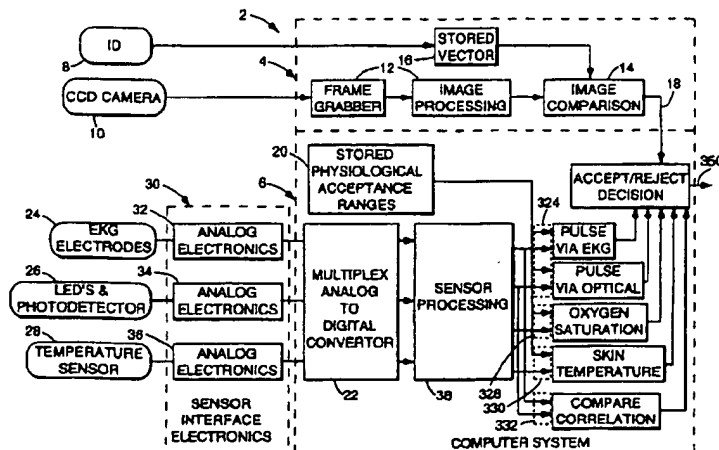 2
ID
8
4
STORED
VECTOR
16
12
14
18
CCD CAMERA
10
FRAME
GRABBER
IMAGE
PROCESSING
IMAGE
COMPARISON
20
STORED
PHYSIOLOGICAL
ACCEPTANCE
RANGES
350
ACCEPT/REJECT
DECISION
30
6
24
EKG
ELECTRODES
32
ANALOG
ELECTRONICS
324
PULSE
VIA EKG
26
LED'S &
PHOTODETECTOR
34
ANALOG
ELECTRONICS
MULTIPLEX
ANALOG
TO
DIGITAL
CONVERTOR
22
SENSOR
PROCESSING
38
PULSE
VIA OPTICAL
OXYGEN
SATURATION
328
28
TEMPERATURE
SENSOR
36
ANALOG
ELECTRONICS
SKIN
TEMPERATURE
330
332
COMPARE
CORRELATION
SENSOR
INTERFACE
ELECTRONICS
COMPUTER SYSTEM